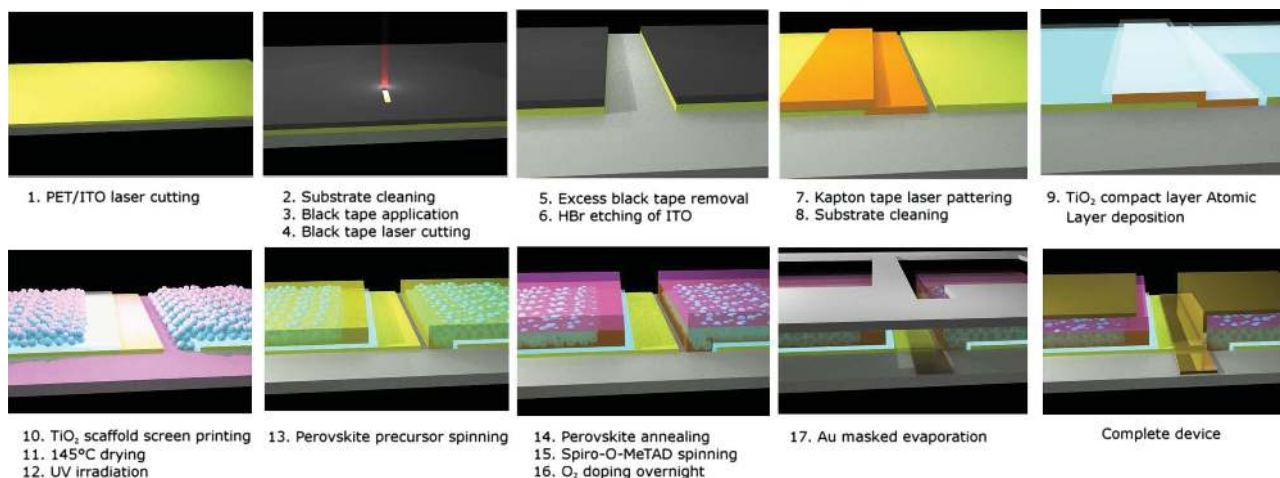 1. PET/ITO laser cutting
2. Substrate cleaning
3. Black tape application
4. Black tape laser cutting
5. Excess black tape removal
6. HBr etching of ITO
7. Kapton tape laser pattering
8. Substrate cleaning
9. TiO₂ compact layer Atomic
Layer deposition
10. TiO₂ scaffold screen printing
11. 145°C drying
12. UV irradiation
13. Perovskite precursor spinning
14. Perovskite annealing
15. Spiro-O-MeTAD spinning
16. O₂ doping overnight
17. Au masked evaporation
Complete device